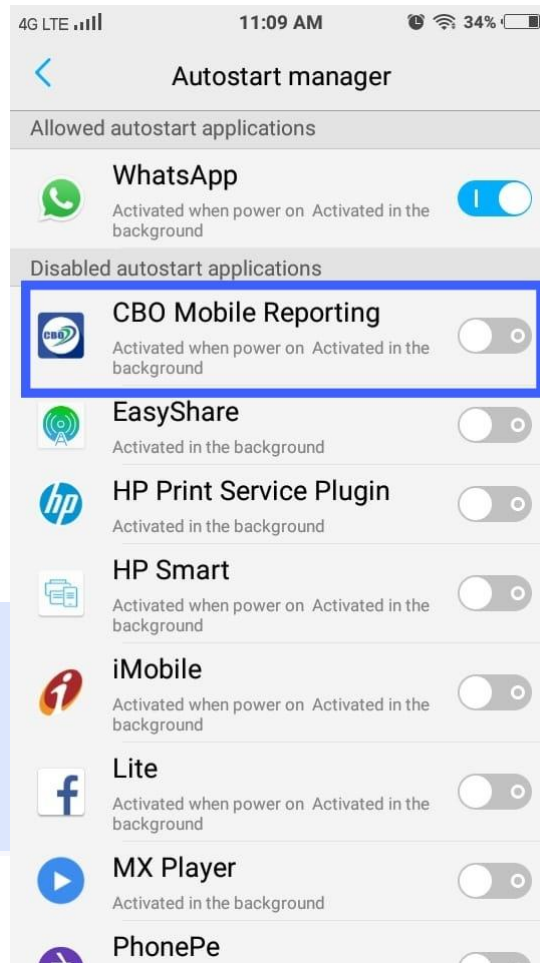 4G LTE 11:09 AM 34%
Autostart manager
Allowed autostart applications
WhatsApp
Activated when power on Activated in the
background
Disabled autostart applications
CBO
CBO Mobile Reporting
Activated when power on Activated in the
background
EasyShare
Activated in the background
hp
HP Print Service Plugin
Activated in the background
HP Smart
Activated when power on Activated in the
background
iMobile
Activated when power on Activated in the
background
f
Lite
Activated when power on Activated in the
background
MX Player
Activated in the background
PhonePe